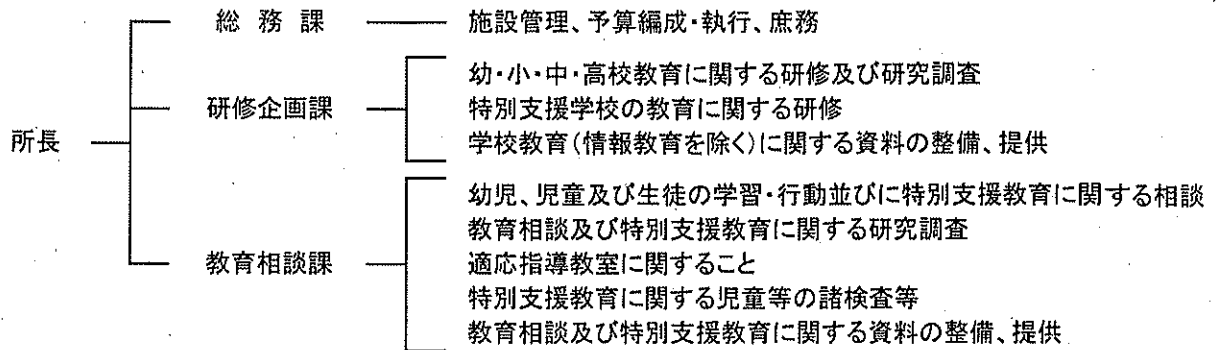 総務課
施設管理、予算編成・執行、庶務
幼・小・中・高校教育に関する研修及び研究調査
研修企画課
特別支援学校の教育に関する研修
所長
学校教育(情報教育を除く)に関する資料の整備、提供
幼児、児童及び生徒の学習・行動並びに特別支援教育に関する相談
教育相談及び特別支援教育に関する研究調査
教育相談課
適応指導教室に関すること
特別支援教育に関する児童等の諸検査等
教育相談及び特別支援教育に関する資料の整備、提供